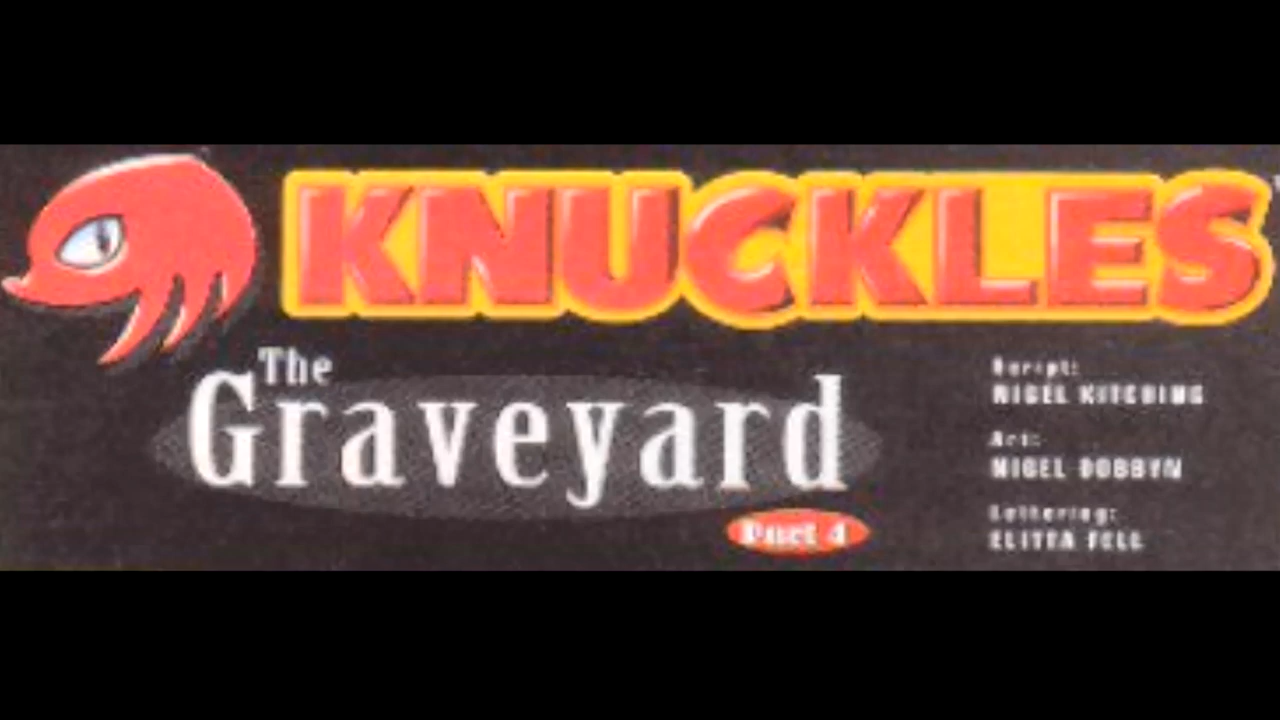 KNUCKLES
The
Graveyard
Part 4
Script:
NIGEL KITCHING
Art:
NIGEL DOBBYN
Lettering:
ELITTA FELL